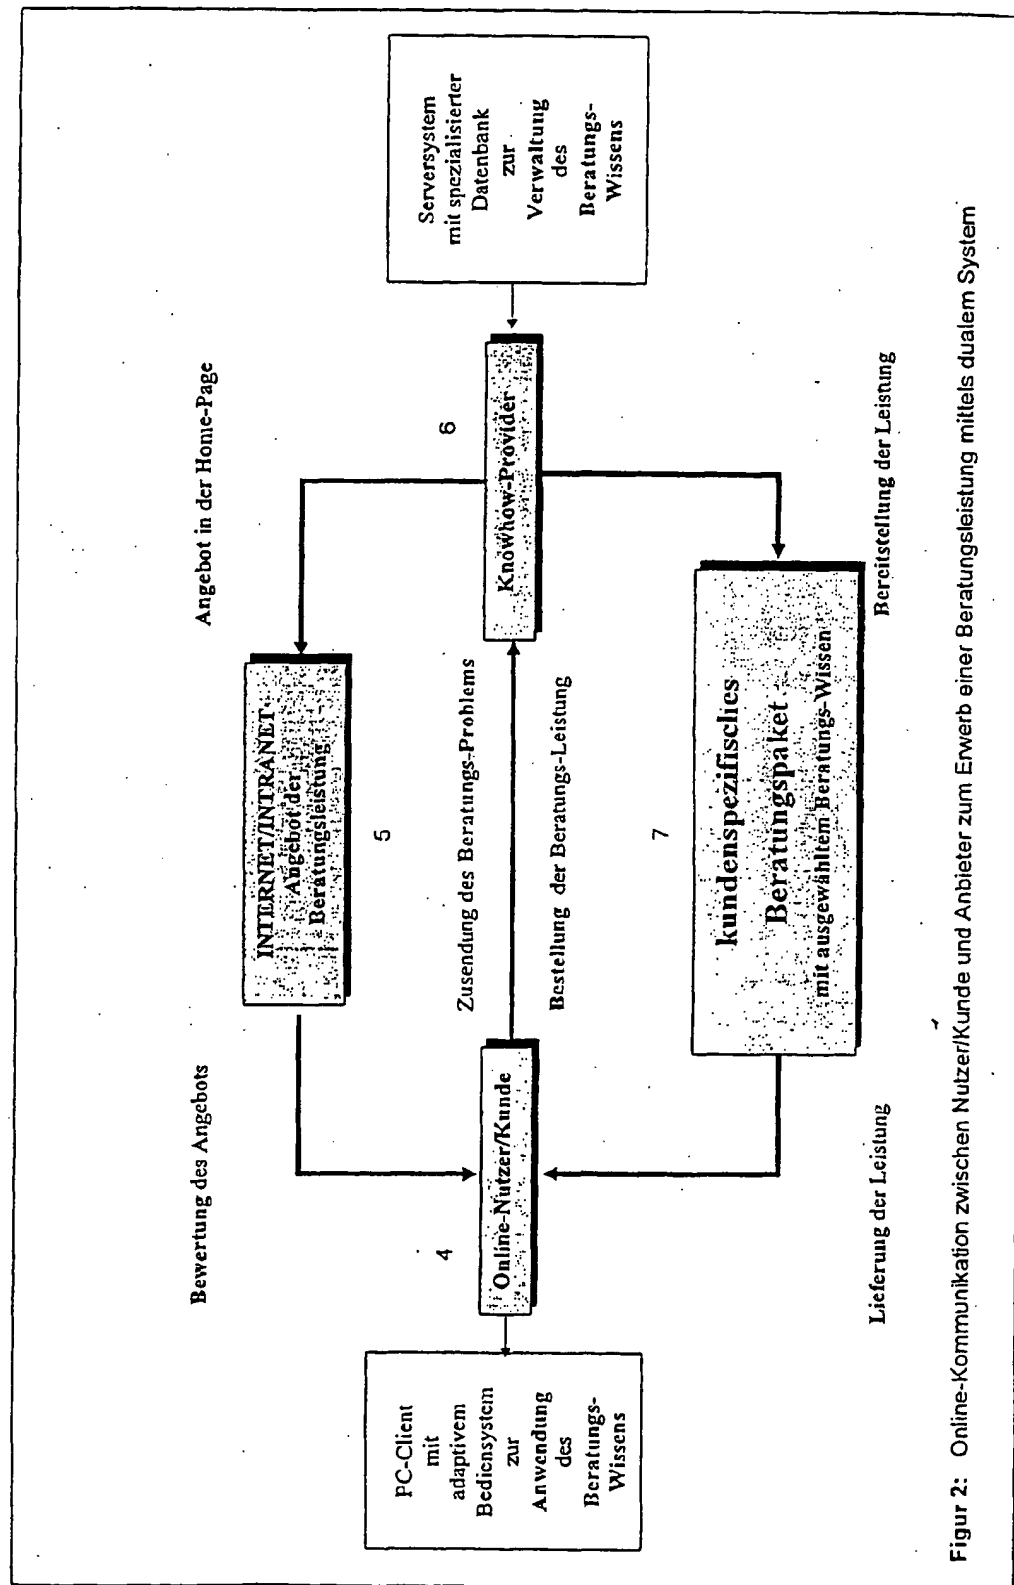 Bewertung des Angebots
Angebot in der Home-Page
INTERNET/INTRANET
Angebot der
Beratungsleistung
5
PC-Client
mit
adaptivem
Bediensystem
zur
Anwendung
des
Beratungs-
Wissens
4
Online-Nutzer/Kunde
Zusendung des Beratungs-Problems
Bestellung der Beratungs-Leistung
6
Knowhow-Provider
Serversystem
mit spezialisierter
Datenbank
zur
Verwaltung
des
Beratungs-
Wissens
7
kundenspezifisches
Beratungspaket
mit ausgewähltem Beratungs-Wissen
Lieferung der Leistung
Bereitstellung der Leistung
Figur 2: Online-Kommunikation zwischen Nutzer/Kunde und Anbieter zum Erwerb einer Beratungsleistung mittels dualem System